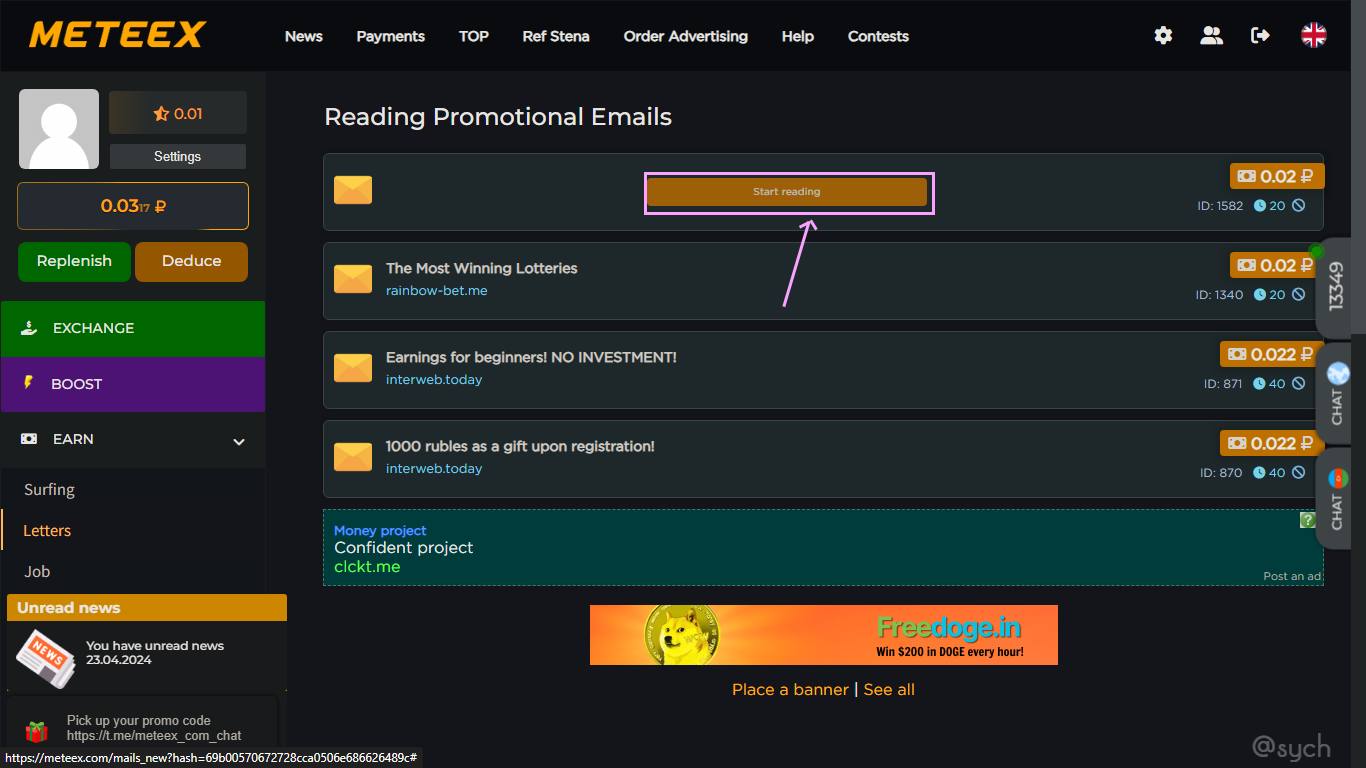 METEEX
News Payments TOP Ref Stena Order Advertising Help Contests
0.01
Settings
0.0317 ₽
Replenish Deduce
EXCHANGE
BOOST
EARN
Surfing
Letters
Job
Unread news
NEWS
You have unread news
23.04.2024
Pick up your promo code
https://t.me/meteex_com_chat
https://meteex.com/mails_new?hash=69b00570672728cca0506e686626489c#
Reading Promotional Emails
Start reading
0.02 ₽
ID: 1582 20
The Most Winning Lotteries
rainbow-bet.me
0.02 ₽
ID: 1340 20
Earnings for beginners! NO INVESTMENT!
interweb.today
0.022 ₽
ID: 871 40
1000 rubles as a gift upon registration!
interweb.today
0.022 ₽
ID: 870 40
Money project
Confident project
clckt.me
?
Post an ad
WOW
Freedoge.in
Win $200 in DOGE every hour!
Place a banner | See all
13349
CHAT
CHAT
@sych